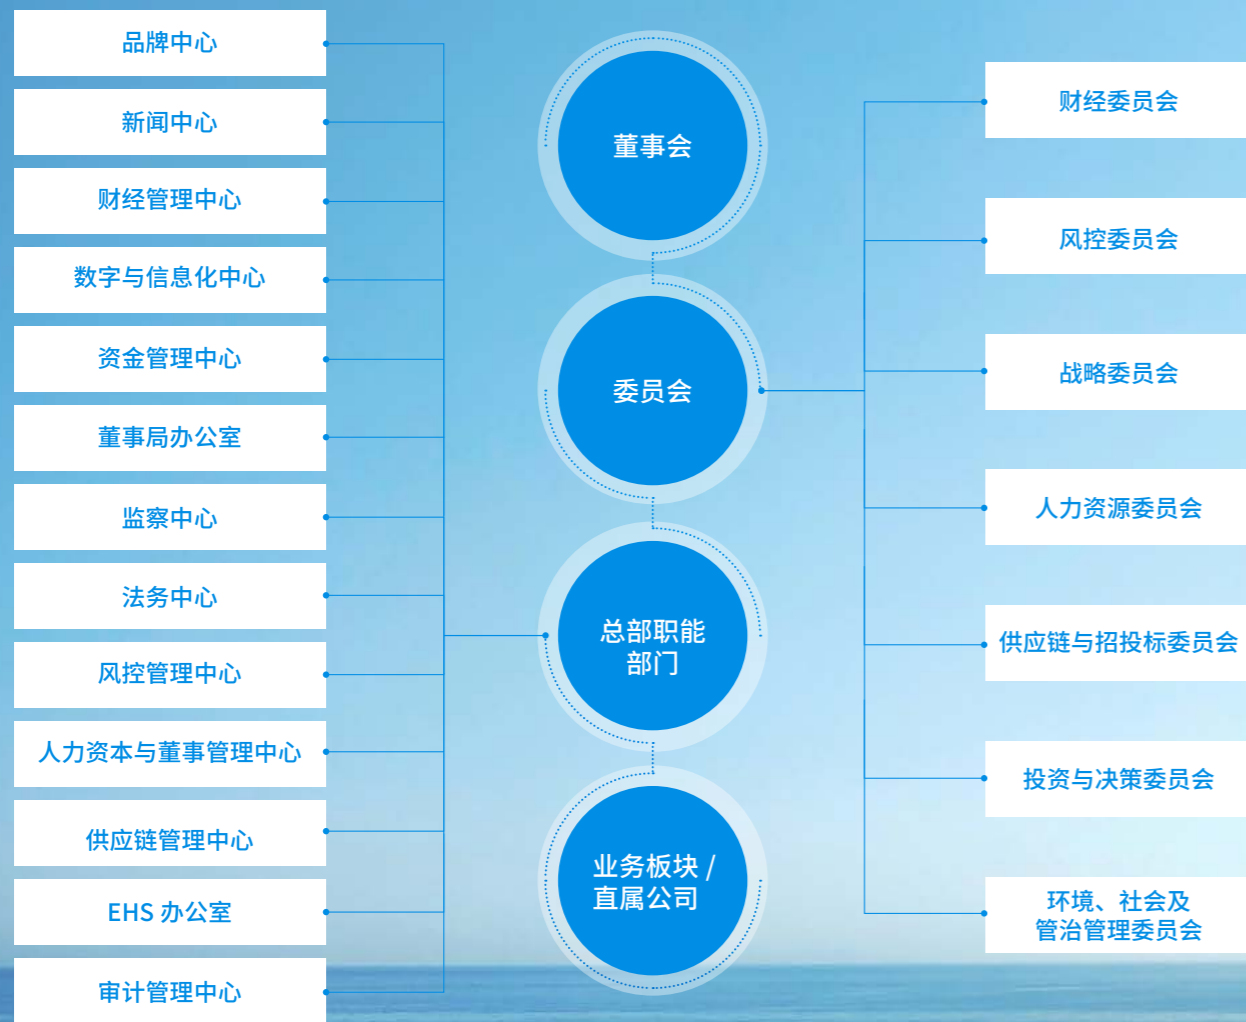 品牌中心
新闻中心
财经管理中心
数字与信息化中心
资金管理中心
董事局办公室
监察中心
法务中心
风控管理中心
人力资本与董事管理中心
供应链管理中心
EHS 办公室
审计管理中心
董事会
委员会
总部职能
部门
业务板块 /
直属公司
财经委员会
风控委员会
战略委员会
人力资源委员会
供应链与招投标委员会
投资与决策委员会
环境、社会及
管治管理委员会